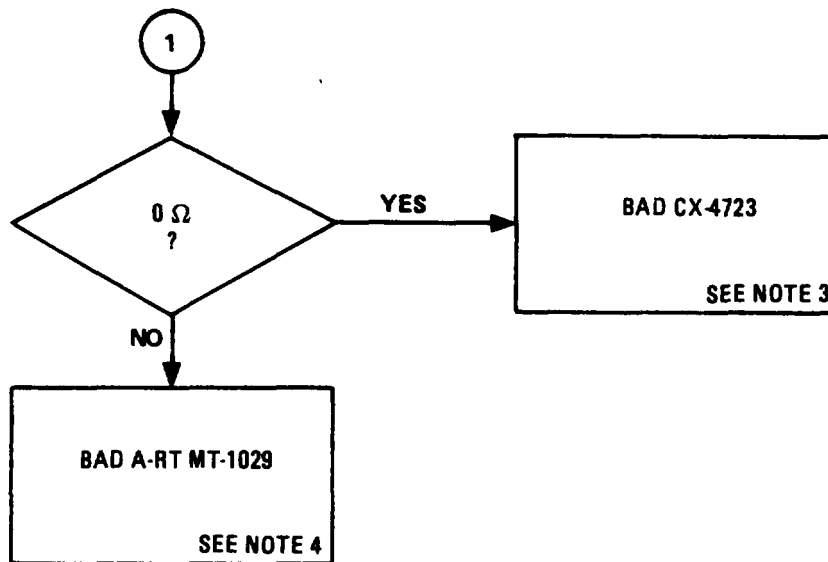 1
0 Ω
?
YES
BAD CX-4723
SEE NOTE 3
NO
BAD A-RT MT-1029
SEE NOTE 4